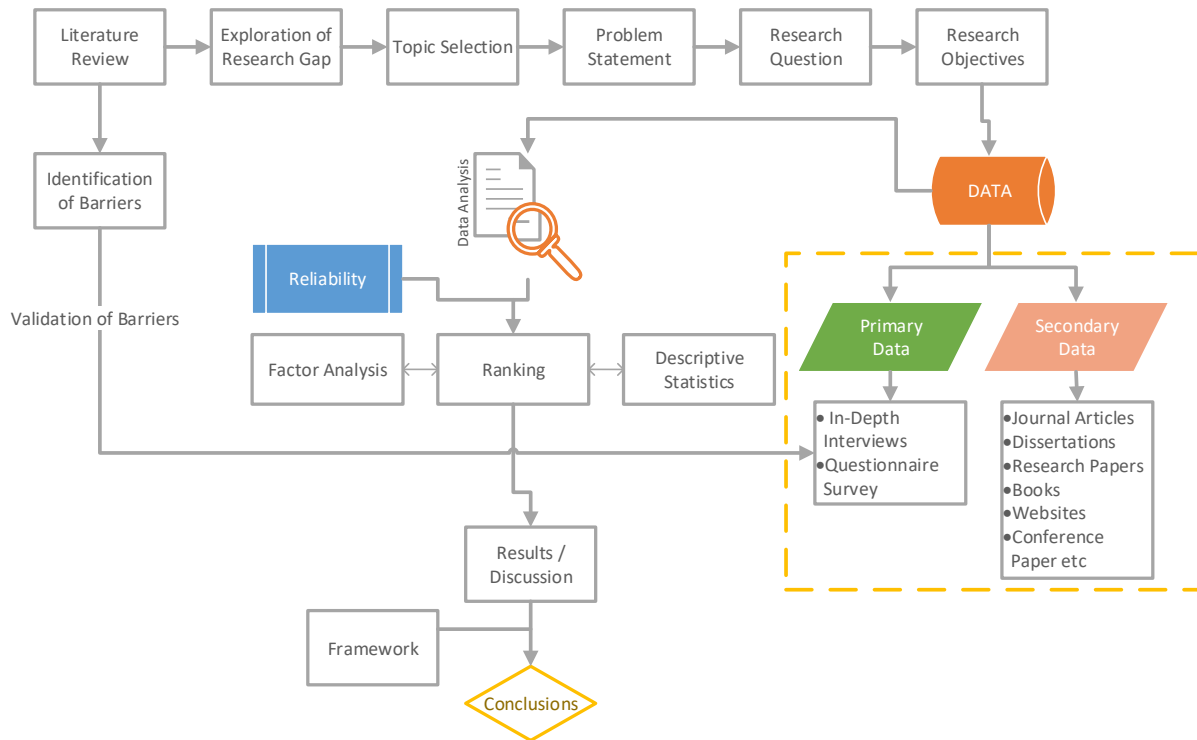 Literature
Review
Exploration of
Research Gap
Topic Selection
Problem
Statement
Research
Question
Research
Objectives
Identification
of Barriers
Data Analysis
DATA
Reliability
Validation of Barriers
Primary
Data
Secondary
Data
Factor Analysis
Ranking
Descriptive
Statistics
• In-Depth
Interviews
•Questionnaire
Survey
•Journal Articles
•Dissertations
•Research Papers
•Books
•Websites
•Conference
Paper etc
Results /
Discussion
Framework
Conclusions